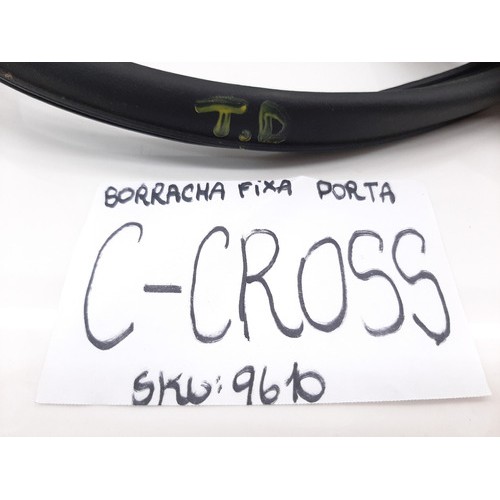 T.D
BORRACHA FIXA PORTA
C-CROSS
SKU: 9610